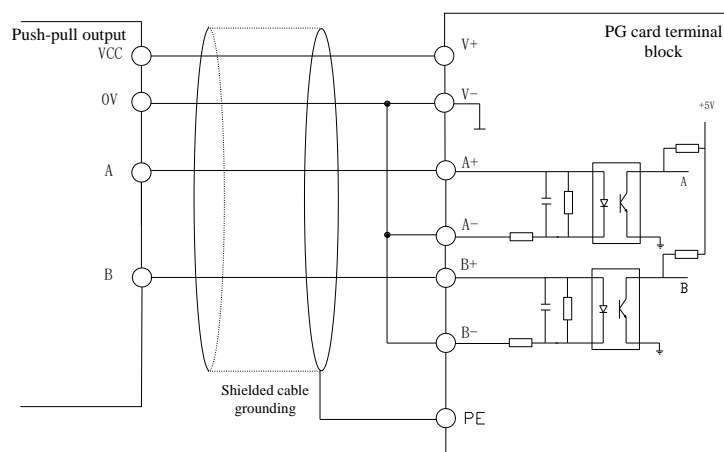 Push-pull output
PG card terminal
block
VCC
V+
0V
V-
+5V
A
A+
A
A-
B
B+
B
B-
Shielded cable
grounding
PE